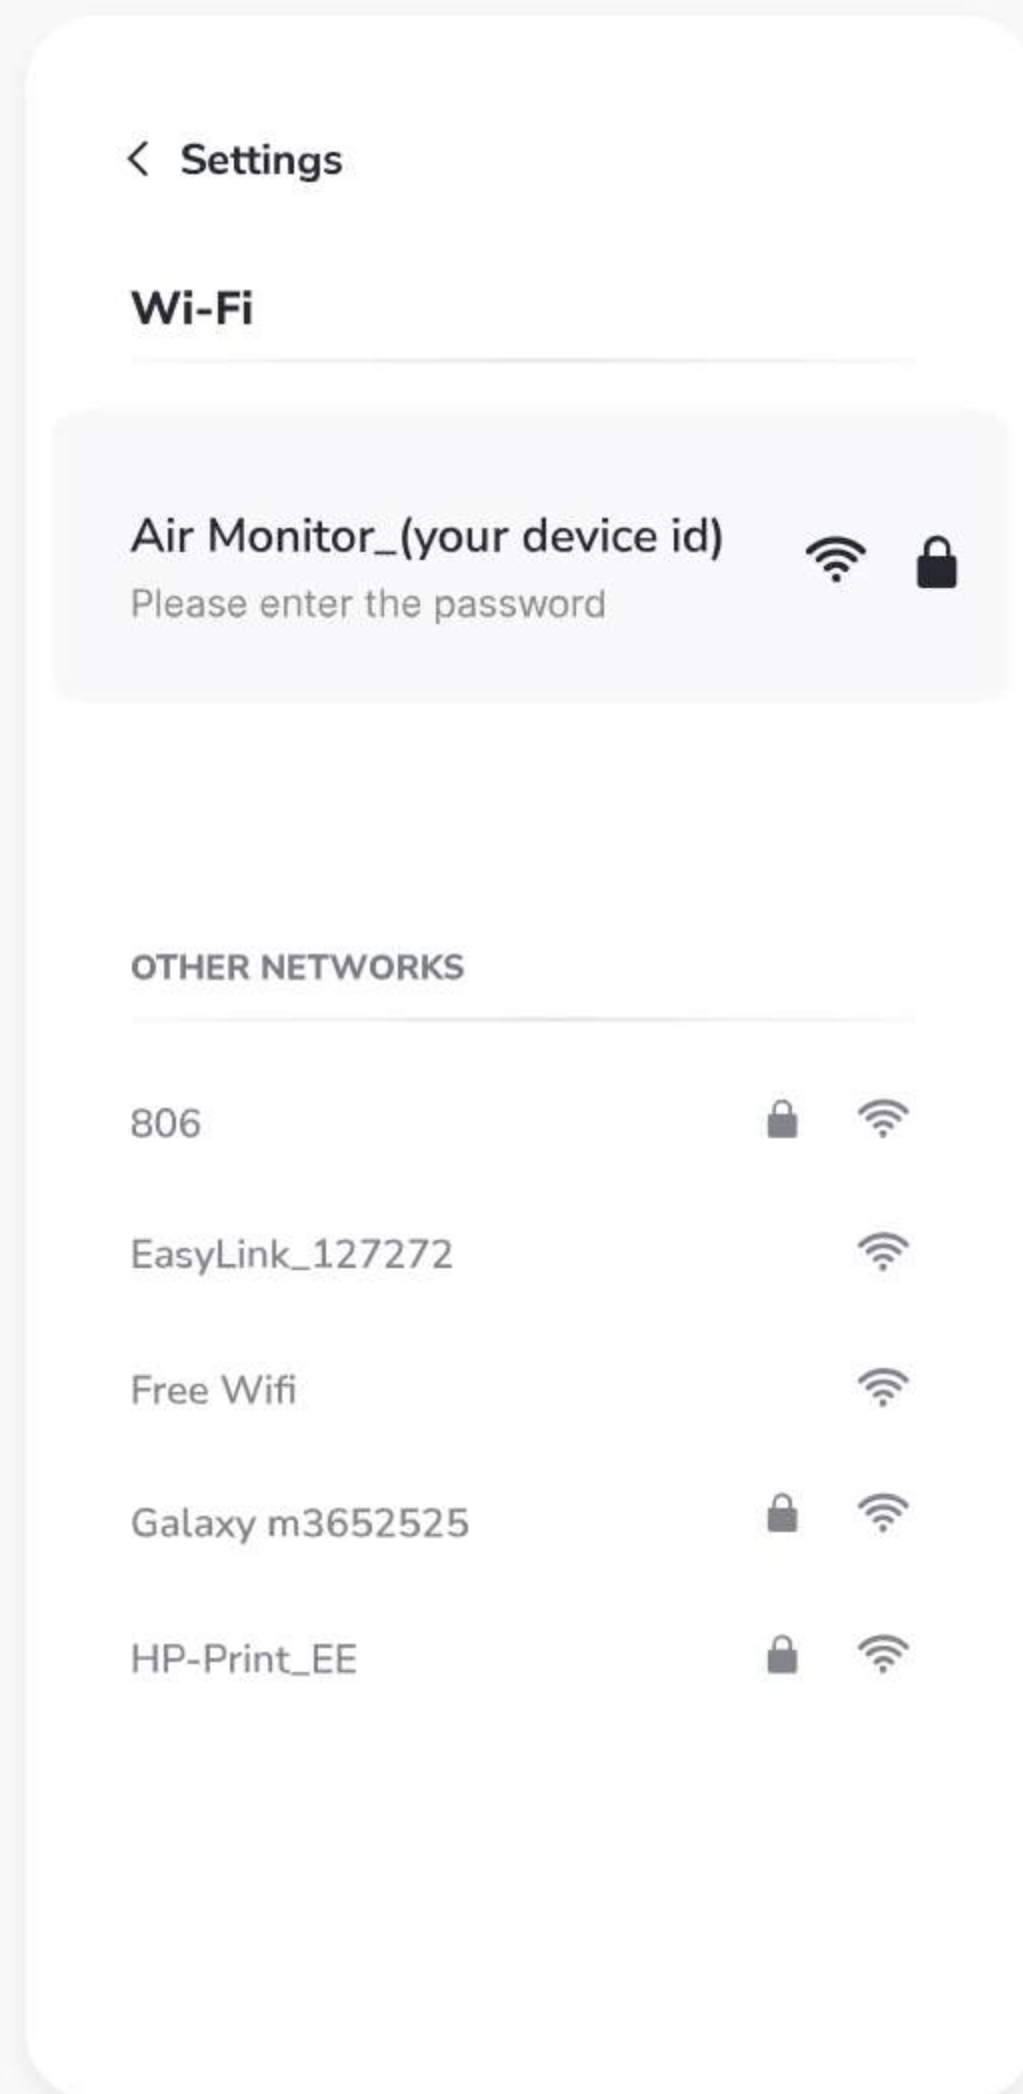 Settings
Wi-Fi
Air Monitor_(your device id)
Please enter the password
OTHER NETWORKS
806
EasyLink_127272
Free Wifi
Galaxy m3652525
HP-Print_EE